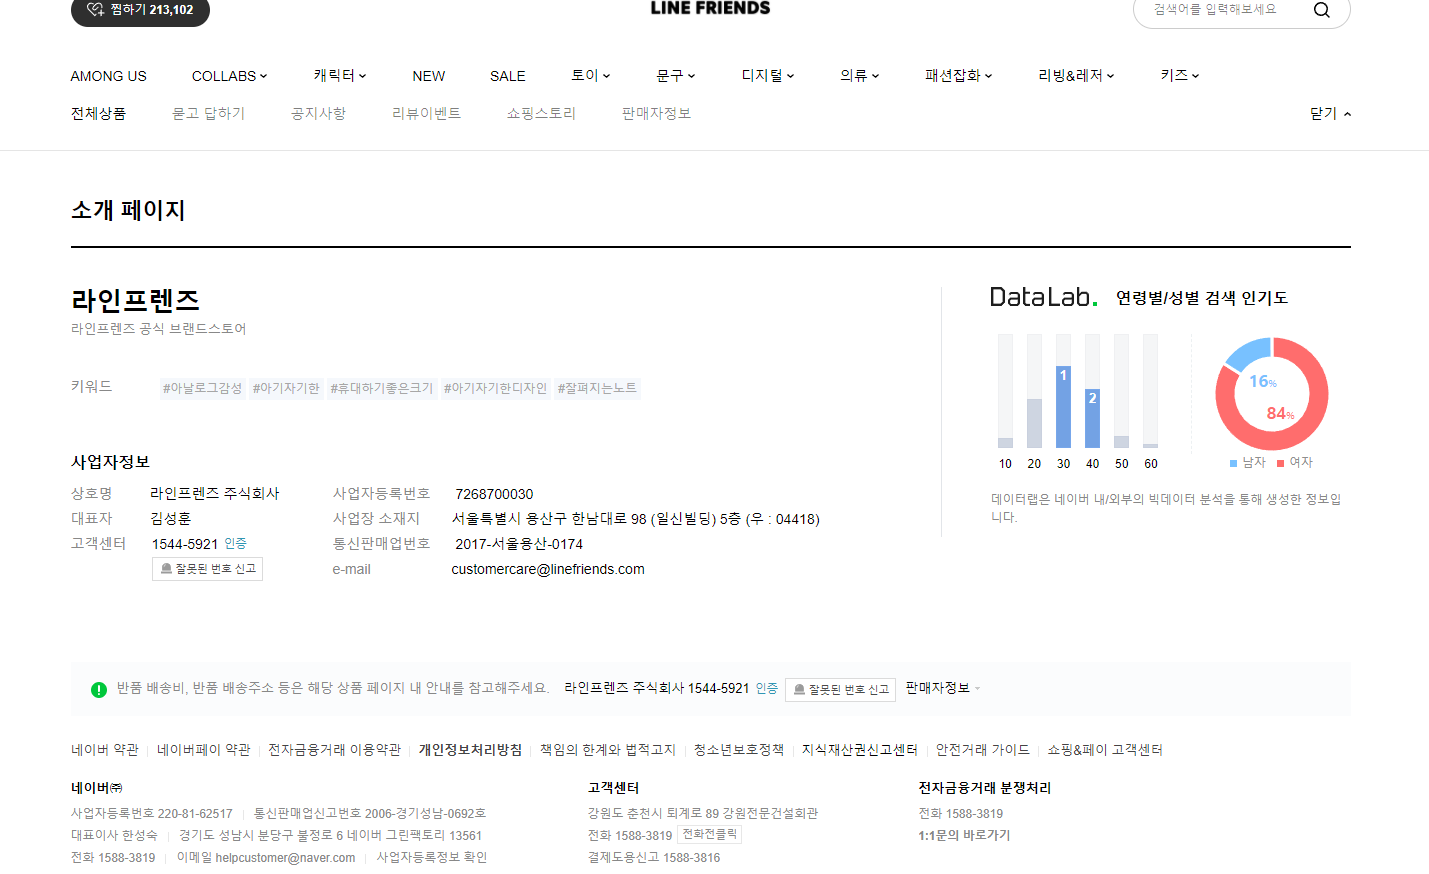 찜하기 213,102
LINE FRIENDS
검색어를 입력해보세요
AMONG US COLLABS 캐릭터 NEW SALE 토이 문구 디지털 의류 패션잡화 리빙&레저 키즈
전체상품 묻고 답하기 공지사항 리뷰이벤트 쇼핑스토리 판매자정보 닫기
소개 페이지
라인프렌즈
라인프렌즈 공식 브랜드스토어
키워드 #아날로그감성 #아기자기한 #휴대하기좋은크기 #아기자기한디자인 #잘펴지는노트
사업자정보
상호명 라인프렌즈 주식회사 사업자등록번호 7268700030
대표자 김성훈 사업장 소재지 서울특별시 용산구 한남대로 98 (일신빌딩) 5층 (우 : 04418)
고객센터 1544-5921 인증 통신판매업번호 2017-서울용산-0174
잘못된 번호 신고 e-mail customercare@linefriends.com
DataLab. 연령별/성별 검색 인기도
1
2
10 20 30 40 50 60
16%
84%
남자 여자
데이터랩은 네이버 내/외부의 빅데이터 분석을 통해 생성한 정보입
니다.
반품 배송비, 반품 배송주소 등은 해당 상품 페이지 내 안내를 참고해주세요. 라인프렌즈 주식회사 1544-5921 인증 잘못된 번호 신고 판매자정보
네이버 약관 네이버페이 약관 전자금융거래 이용약관 개인정보처리방침 책임의 한계와 법적고지 청소년보호정책 지식재산권신고센터 안전거래 가이드 쇼핑&페이 고객센터
네이버㈜
사업자등록번호 220-81-62517 통신판매업신고번호 2006-경기성남-0692호
대표이사 한성숙 경기도 성남시 분당구 불정로 6 네이버 그린팩토리 13561
전화 1588-3819 이메일 helpcustomer@naver.com 사업자등록정보 확인
고객센터
강원도 춘천시 퇴계로 89 강원전문건설회관
전화 1588-3819 전화전클릭
결제도용신고 1588-3816
전자금융거래 분쟁처리
전화 1588-3819
1:1문의 바로가기